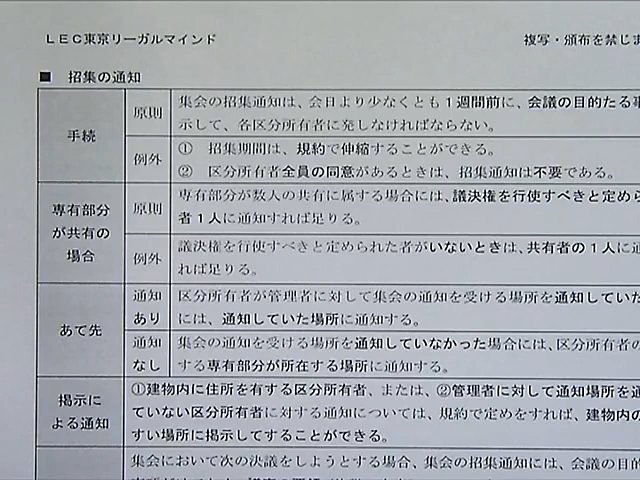 LEC東京リーガルマインド
複写・頒布を禁じま
■ 招集の通知
手続
原則
集会の招集通知は、会日より少なくとも1週間前に、会議の目的たる事
示して、各区分所有者に発しなければならない。
例外
① 招集期間は、規約で伸縮することができる。
② 区分所有者全員の同意があるときは、招集通知は不要である。
専有部分
が共有の
場合
原則
専有部分が数人の共有に属する場合には、議決権を行使すべきと定めら
者1人に通知すれば足りる。
例外
議決権を行使すべきと定められた者がいないときは、共有者の1人に通
れば足りる。
あて先
通知
あり
区分所有者が管理者に対して集会の通知を受ける場所を通知していた
には、通知していた場所に通知する。
通知
なし
集会の通知を受ける場所を通知していなかった場合には、区分所有者の
する専有部分が所在する場所に通知する。
掲示に
よる通知
①建物内に住所を有する区分所有者、または、②管理者に対して通知場所を通
ていない区分所有者に対する通知については、規約で定めをすれば、建物内の
すい場所に掲示してすることができる。
集会において次の決議をしようとする場合、集会の招集通知には、会議の目的